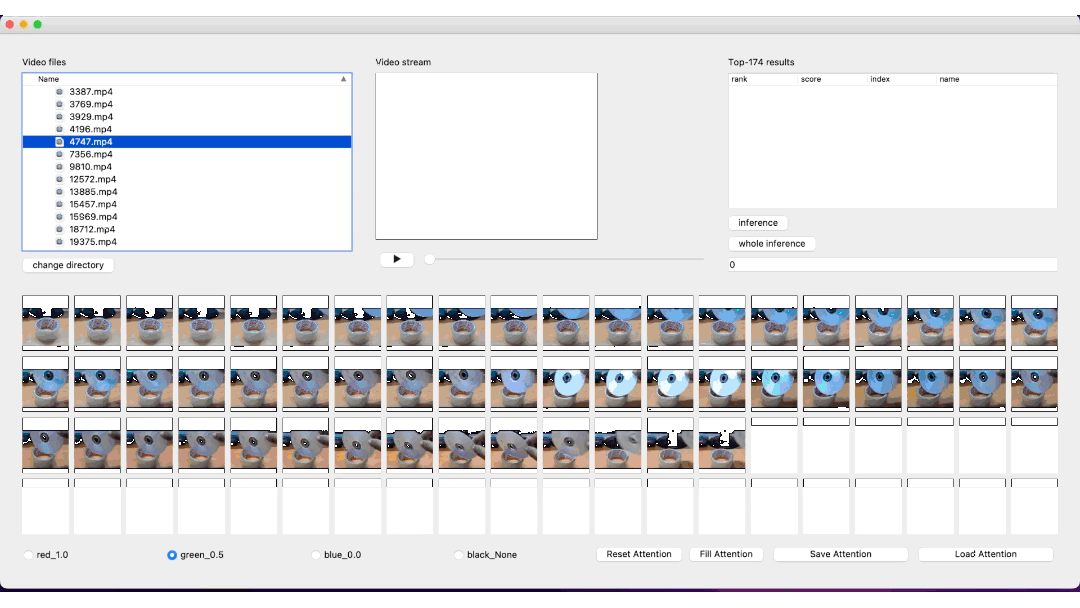 Video files
Video stream
Top-174 results
Name
rank score index name
3387.mp4
3769.mp4
3929.mp4
4196.mp4
4747.mp4
7356.mp4
9810.mp4
12572.mp4
13885.mp4
15457.mp4
15969.mp4
18712.mp4
19375.mp4
inference
whole inference
change directory
0
red_1.0
green_0.5
blue_0.0
black_None
Reset Attention
Fill Attention
Save Attention
Load Attention